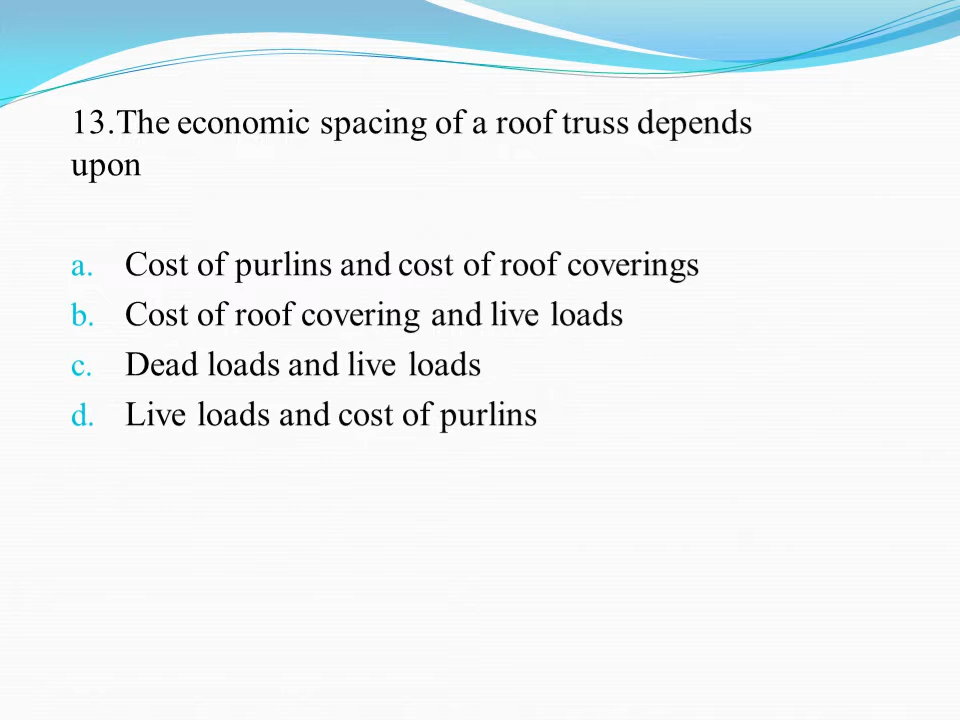 13.The economic spacing of a roof truss depends
upon
a. Cost of purlins and cost of roof coverings
b. Cost of roof covering and live loads
c. Dead loads and live loads
d. Live loads and cost of purlins